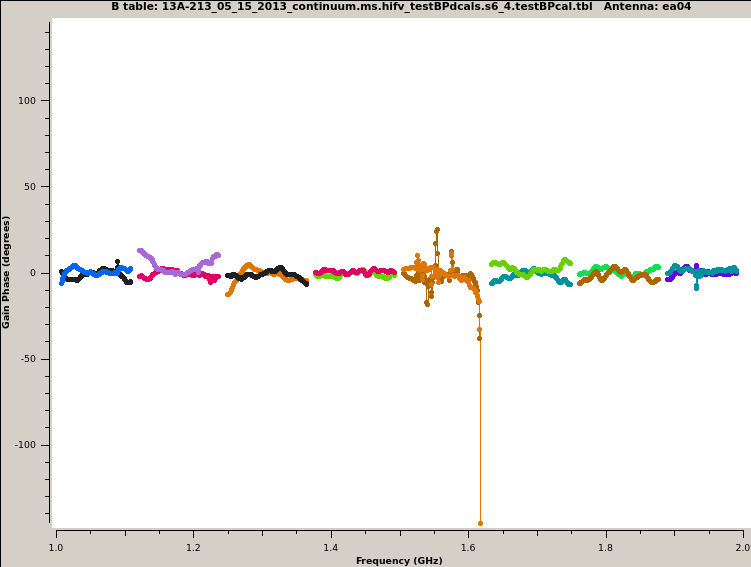 B table: 13A-213_05_15_2013_continuum.ms.hifv_testBPdcals.s6_4.testBPcal.tbl   Antenna: ea04
Gain Phase (degrees)
100
50
0
-50
-100
1.0 1.2 1.4 1.6 1.8 2.0
Frequency (GHz)